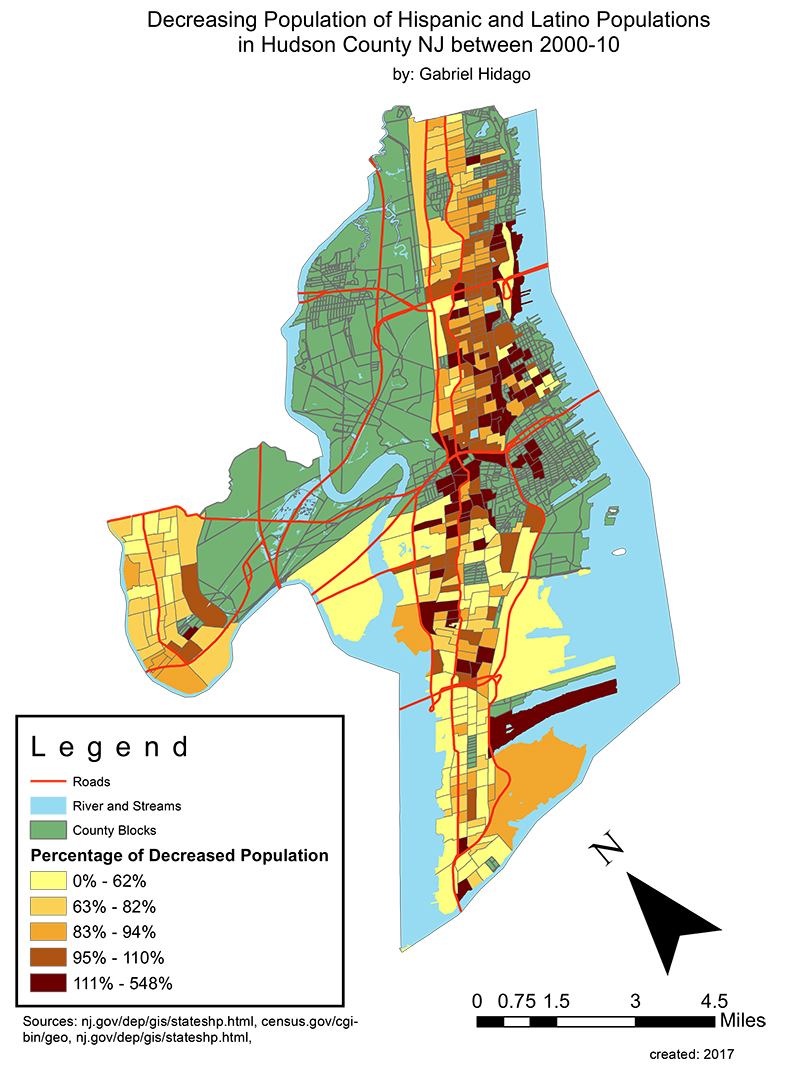 Decreasing Population of Hispanic and Latino Populations
in Hudson County NJ between 2000-10
by: Gabriel Hidago
Legend
Roads
River and Streams
County Blocks
Percentage of Decreased Population
0% - 62%
63% - 82%
83% - 94%
95% - 110%
111% - 548%
N
0 0.75 1.5 3 4.5
Miles
Sources: nj.gov/dep/gis/stateshp.html, census.gov/cgi-
bin/geo, nj.gov/dep/gis/stateshp.html,
created: 2017